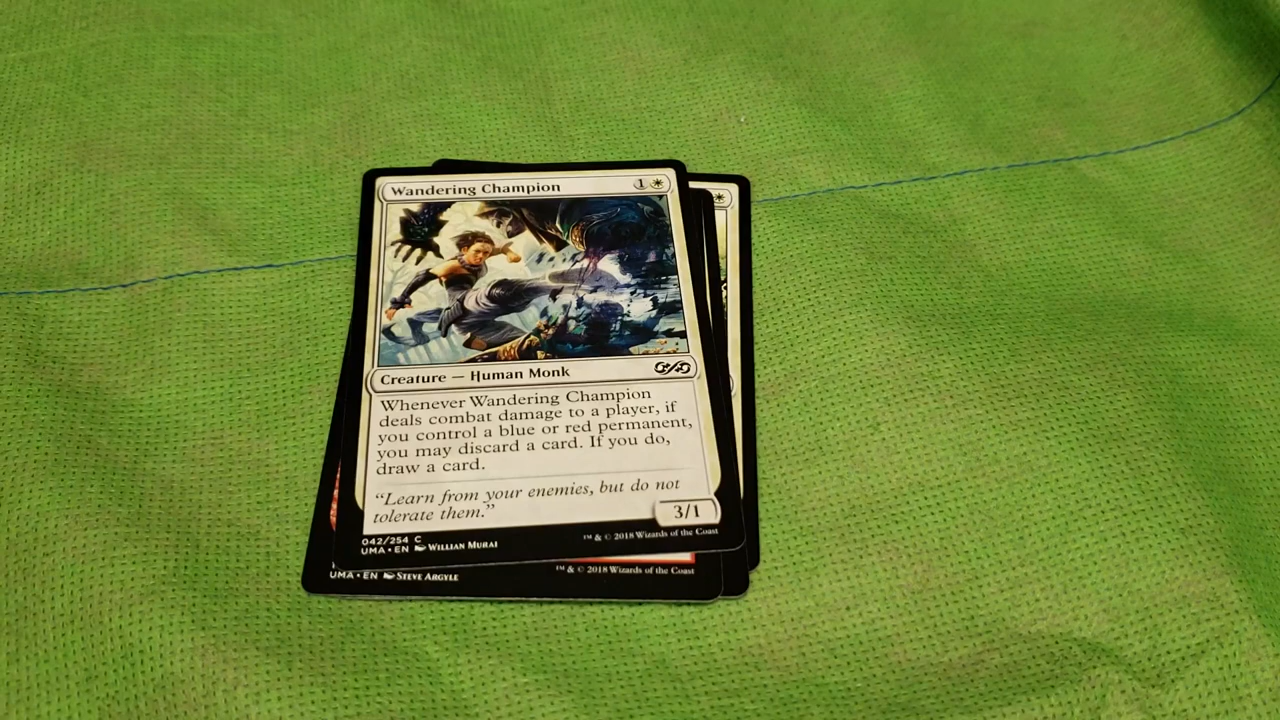 Wandering Champion 1
Creature — Human Monk
Whenever Wandering Champion
deals combat damage to a player, if
you control a blue or red permanent,
you may discard a card. If you do,
draw a card.
"Learn from your enemies, but do not
tolerate them."
3/1
042/254 C
UMA • EN Willian Murai
™ & © 2018 Wizards of the Coast
UMA • EN Steve Argyle
™ & © 2018 Wizards of the Coast